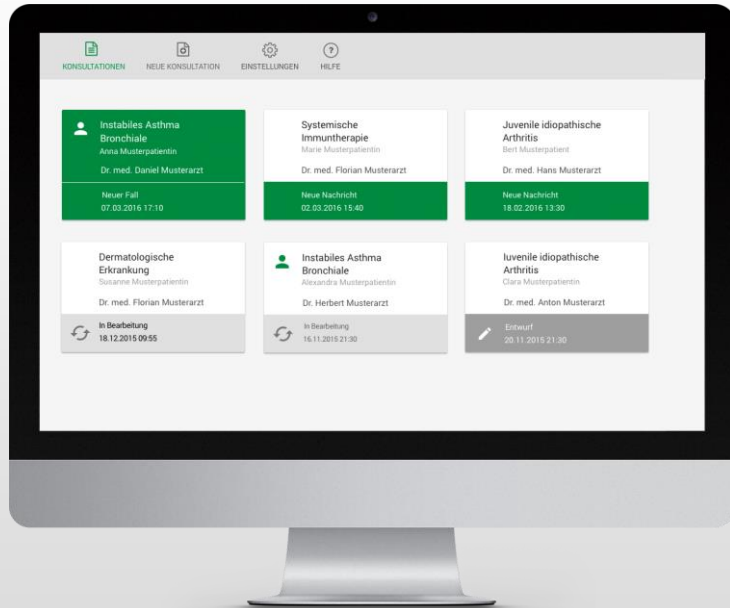 KONSULTATIONEN NEUE KONSULTATION EINSTELLUNGEN HILFE
Instabiles Asthma
Bronchiale
Anna Musterpatientin
Dr. med. Daniel Musterarzt
Neuer Fall
07.03.2016 17:10
Systemische
Immuntherapie
Marie Musterpatientin
Dr. med. Florian Musterarzt
Neue Nachricht
02.03.2016 15:40
Juvenile idiopathische
Arthritis
Bert Musterpatient
Dr. med. Hans Musterarzt
Neue Nachricht
18.02.2016 13:30
Dermatologische
Erkrankung
Susanne Musterpatientin
Dr. med. Florian Musterarzt
In Bearbeitung
18.12.2015 09:55
Instabiles Asthma
Bronchiale
Alexandra Musterpatientin
Dr. Herbert Musterarzt
In Bearbeitung
16.11.2015 21:30
Iuvenile idiopathische
Arthritis
Clara Musterpatientin
Dr. med. Anton Musterarzt
Entwurf
20.11.2015 21:30